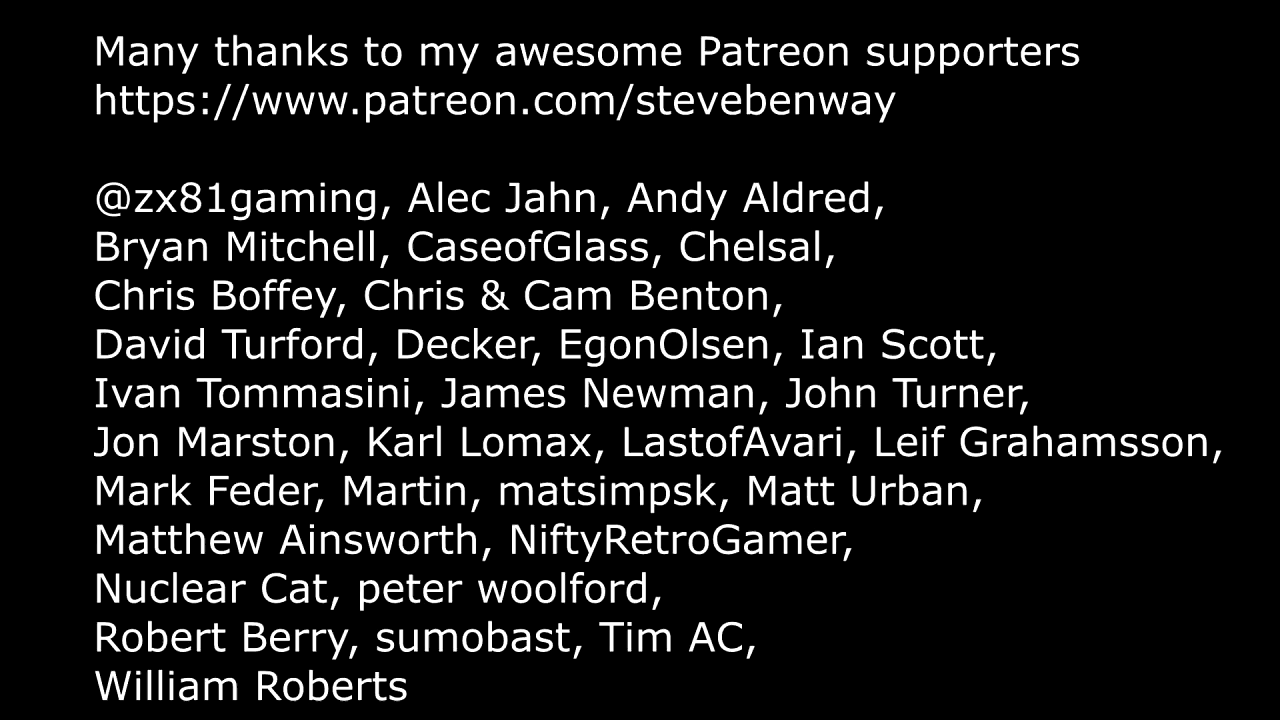 Many thanks to my awesome Patreon supporters
https://www.patreon.com/stevebenway
@zx81gaming, Alec Jahn, Andy Aldred,
Bryan Mitchell, CaseofGlass, Chelsal,
Chris Boffey, Chris & Cam Benton,
David Turford, Decker, EgonOlsen, Ian Scott,
Ivan Tommasini, James Newman, John Turner,
Jon Marston, Karl Lomax, LastofAvari, Leif Grahamsson,
Mark Feder, Martin, matsimpsk, Matt Urban,
Matthew Ainsworth, NiftyRetroGamer,
Nuclear Cat, peter woolford,
Robert Berry, sumobast, Tim AC,
William Roberts